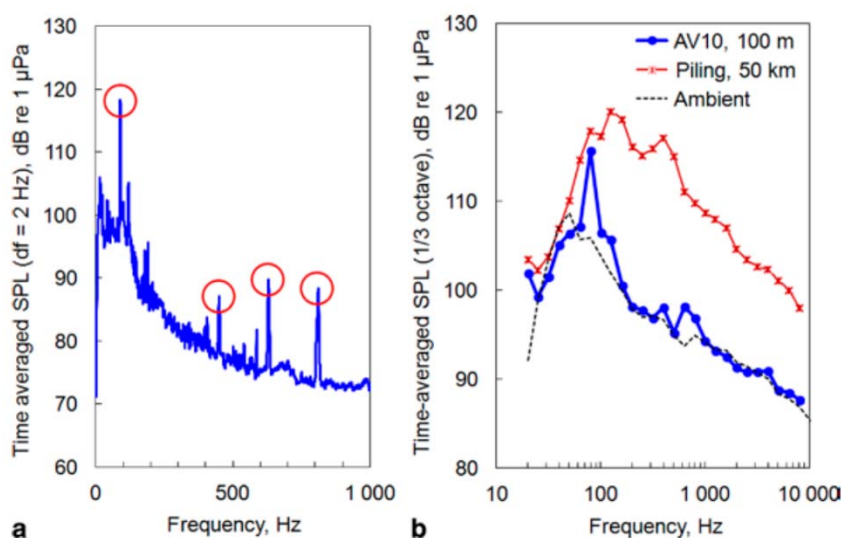 Time averaged SPL (df = 2 Hz), dB re 1 µPa
130
120
110
100
90
80
70
60
0
500
1 000
Frequency, Hz
a
Time-averaged SPL (1/3 octave), dB re 1 µPa
130
120
110
100
90
80
AV10, 100 m
Piling, 50 km
Ambient
10
100
1 000
10 000
Frequency, Hz
b